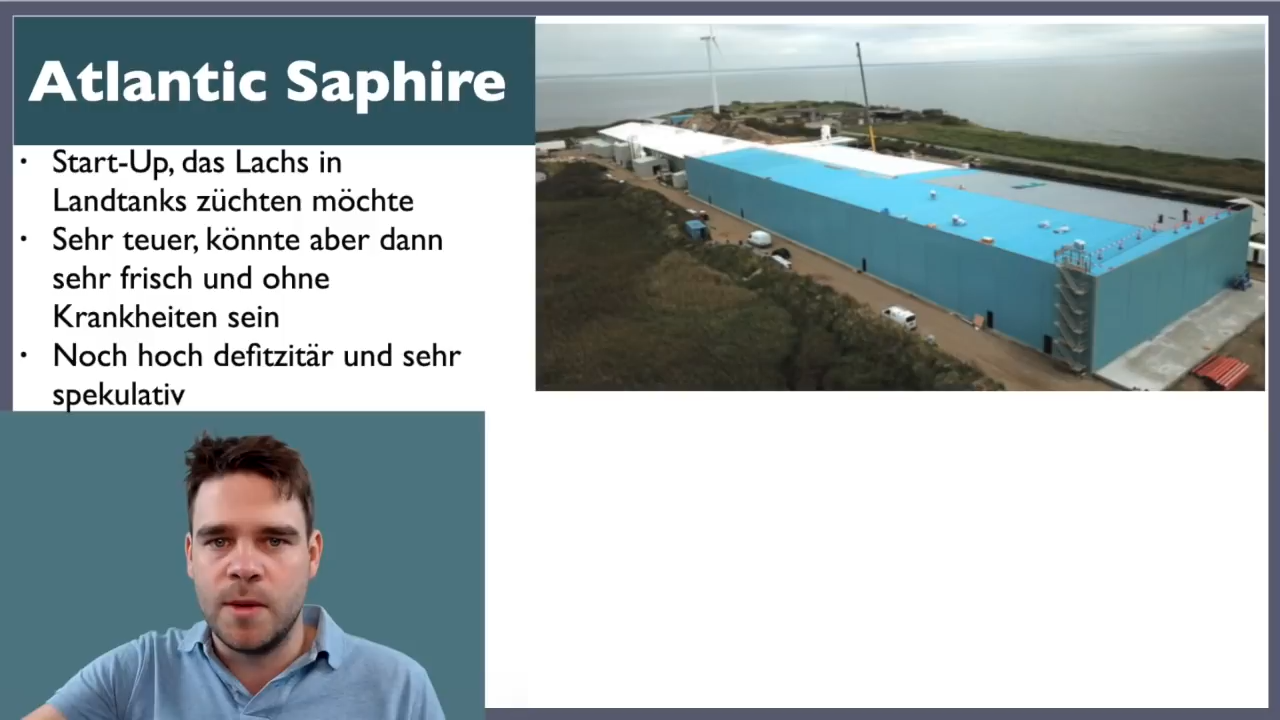 Atlantic Saphire
• Start-Up, das Lachs in
Landtanks züchten möchte
• Sehr teuer, könnte aber dann
sehr frisch und ohne
Krankheiten sein
• Noch hoch defitzitär und sehr
spekulativ